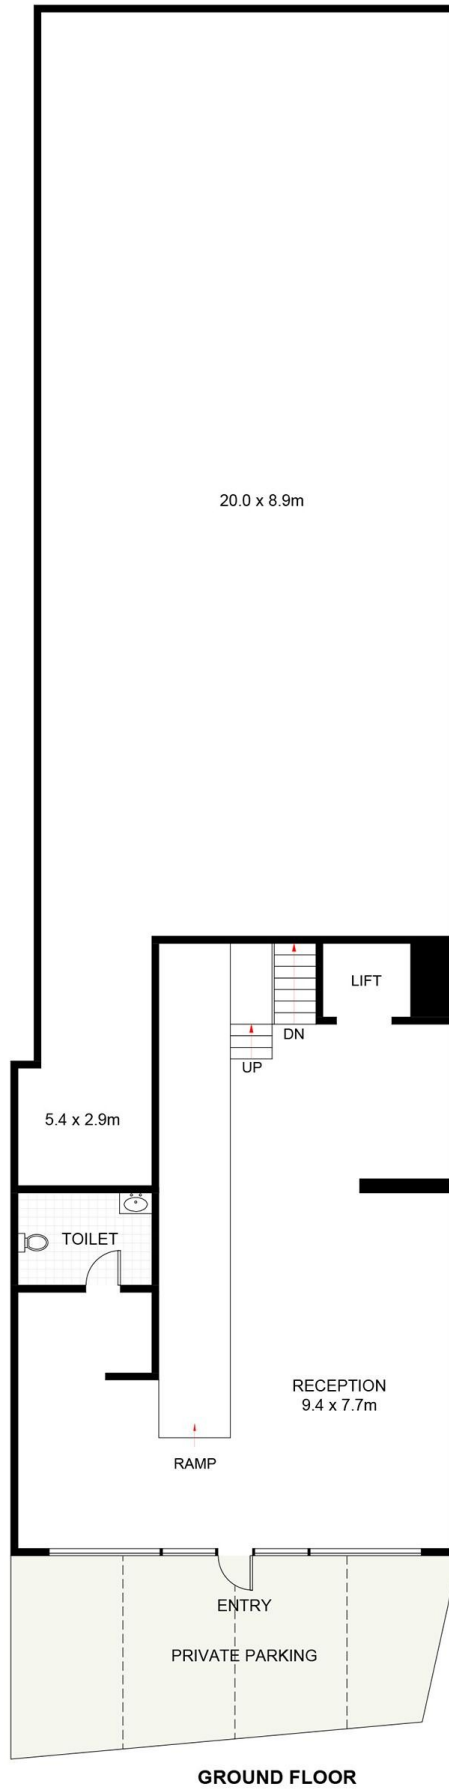 20.0 x 8.9m
LIFT
DN
UP
5.4 x 2.9m
TOILET
RECEPTION
9.4 x 7.7m
RAMP
ENTRY
PRIVATE PARKING
GROUND FLOOR